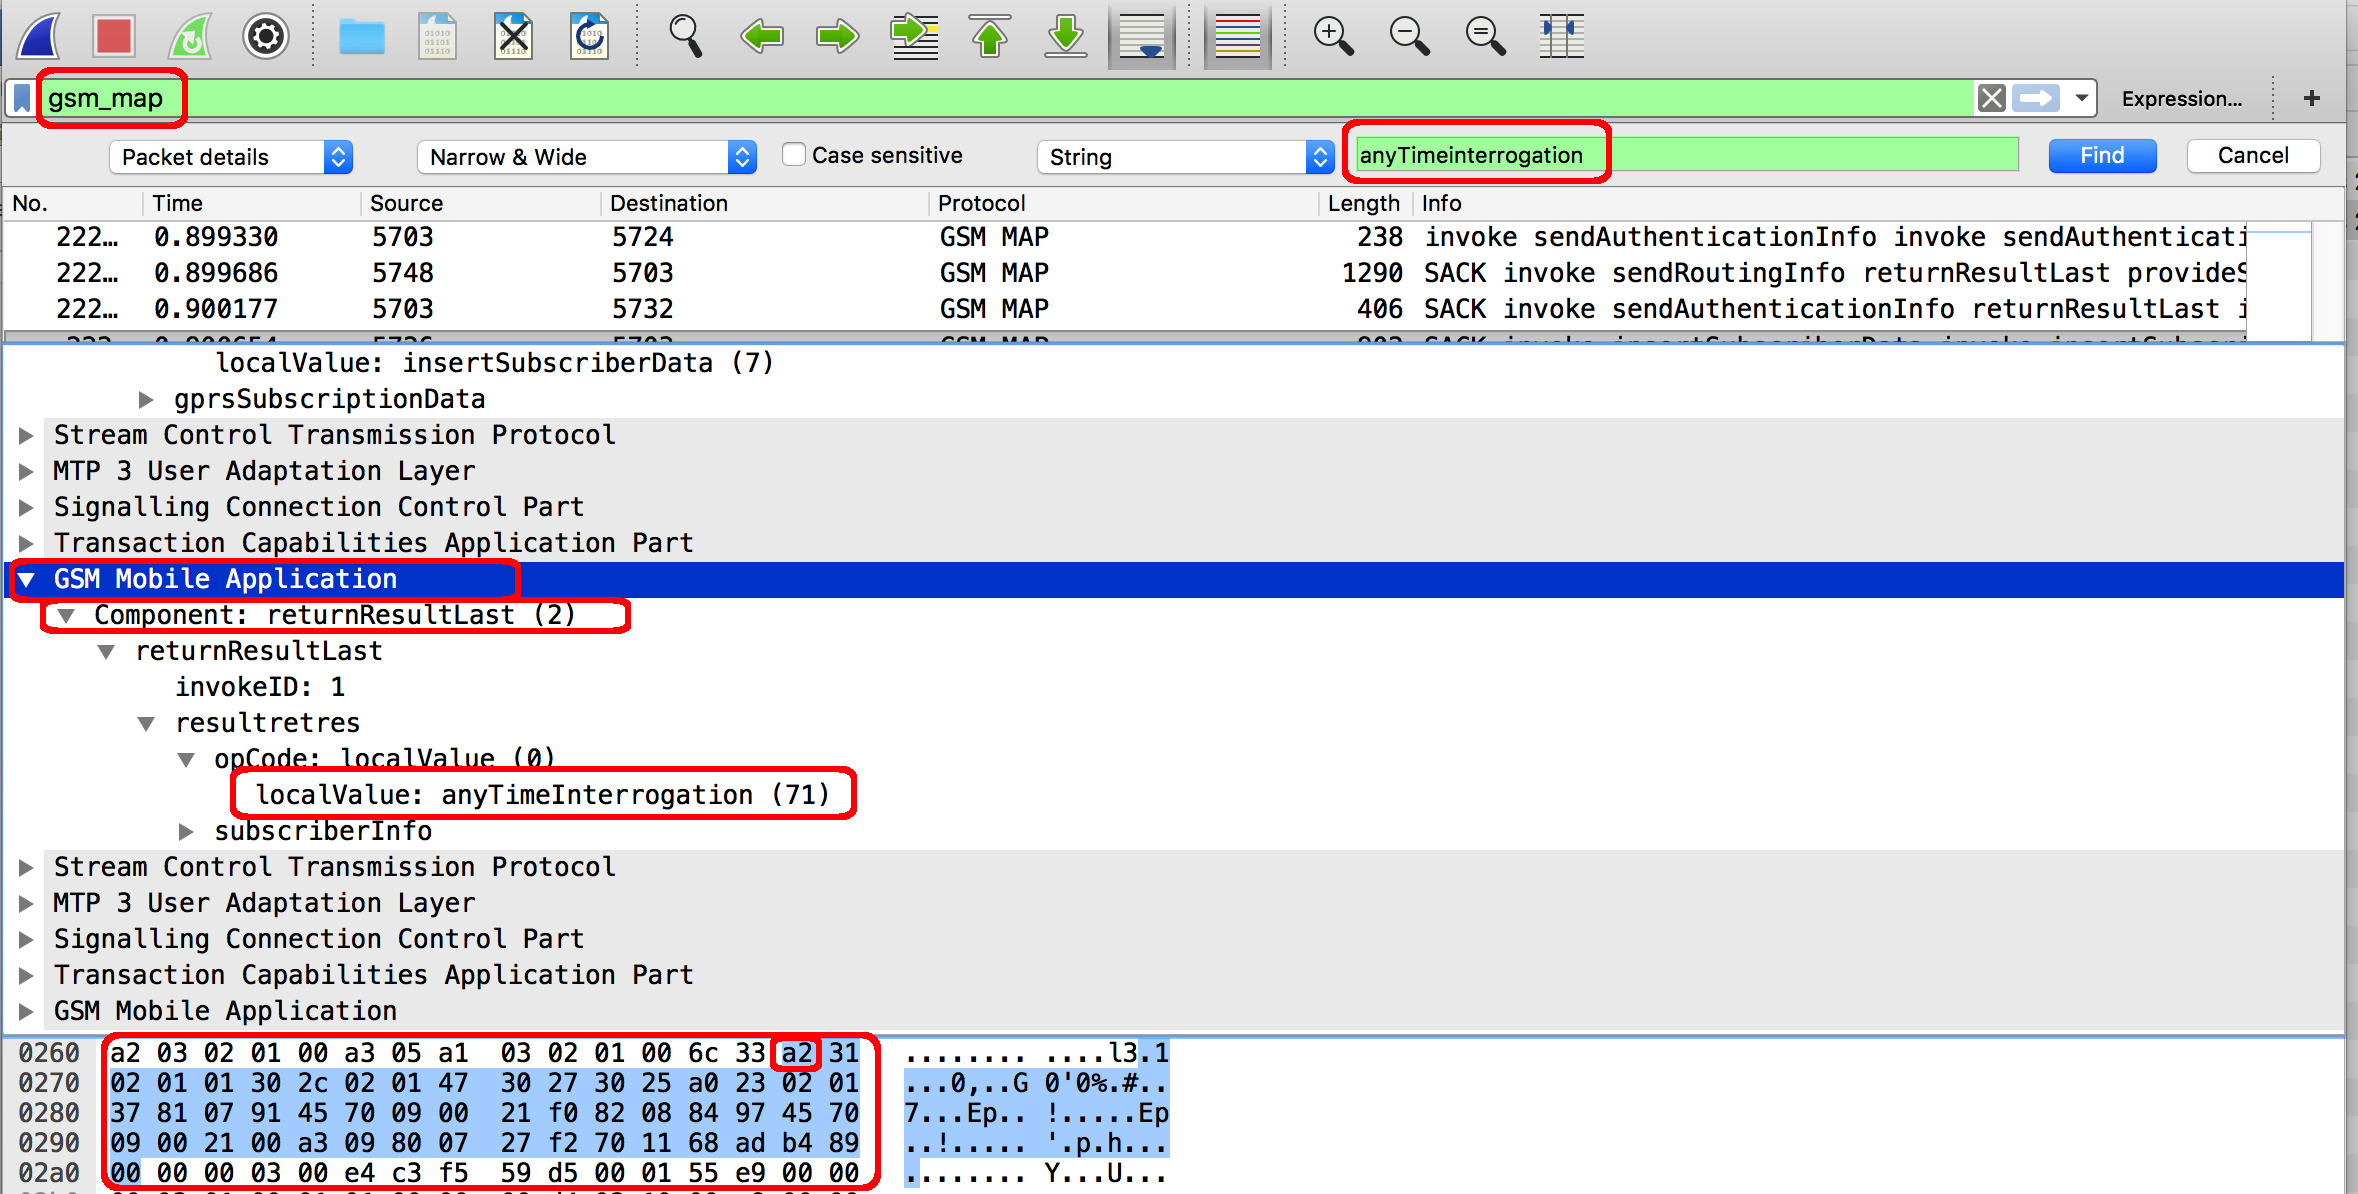 gsm_map Expression... +
Packet details Narrow & Wide Case sensitive String anyTimeinterrogation Find Cancel
No. Time Source Destination Protocol Length Info
222… 0.899330 5703 5724 GSM MAP 238 invoke sendAuthenticationInfo invoke sendAuthenticati
222… 0.899686 5748 5703 GSM MAP 1290 SACK invoke sendRoutingInfo returnResultLast provideS
222… 0.900177 5703 5732 GSM MAP 406 SACK invoke sendAuthenticationInfo returnResultLast i
localValue: insertSubscriberData (7)
gprsSubscriptionData
Stream Control Transmission Protocol
MTP 3 User Adaptation Layer
Signalling Connection Control Part
Transaction Capabilities Application Part
GSM Mobile Application
Component: returnResultLast (2)
returnResultLast
invokeID: 1
resultretres
opCode: localValue (0)
localValue: anyTimeInterrogation (71)
subscriberInfo
Stream Control Transmission Protocol
MTP 3 User Adaptation Layer
Signalling Connection Control Part
Transaction Capabilities Application Part
GSM Mobile Application
0260 a2 03 02 01 00 a3 05 a1 03 02 01 00 6c 33 a2 31 ........ ....l3.1
0270 02 01 01 30 2c 02 01 47 30 27 30 25 a0 23 02 01 ...0,..G 0'0%.#..
0280 37 81 07 91 45 70 09 00 21 f0 82 08 84 97 45 70 7...Ep.. !.....Ep
0290 09 00 21 00 a3 09 80 07 27 f2 70 11 68 ad b4 89 ..!..... '.p.h...
02a0 00 00 00 03 00 e4 c3 f5 59 d5 00 01 55 e9 00 00 ........ Y...U...